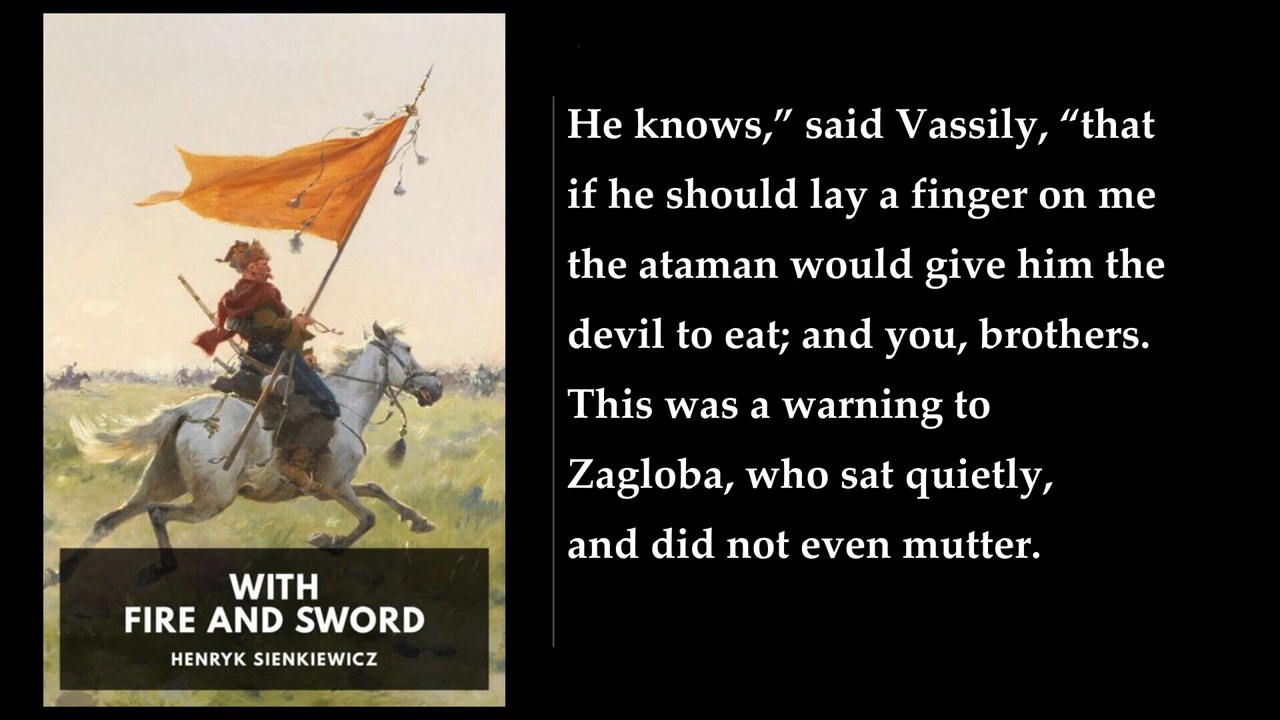 WITH
FIRE AND SWORD
HENRYK SIENKIEWICZ
He knows,” said Vassily, “that
if he should lay a finger on me
the ataman would give him the
devil to eat; and you, brothers.
This was a warning to
Zagloba, who sat quietly,
and did not even mutter.